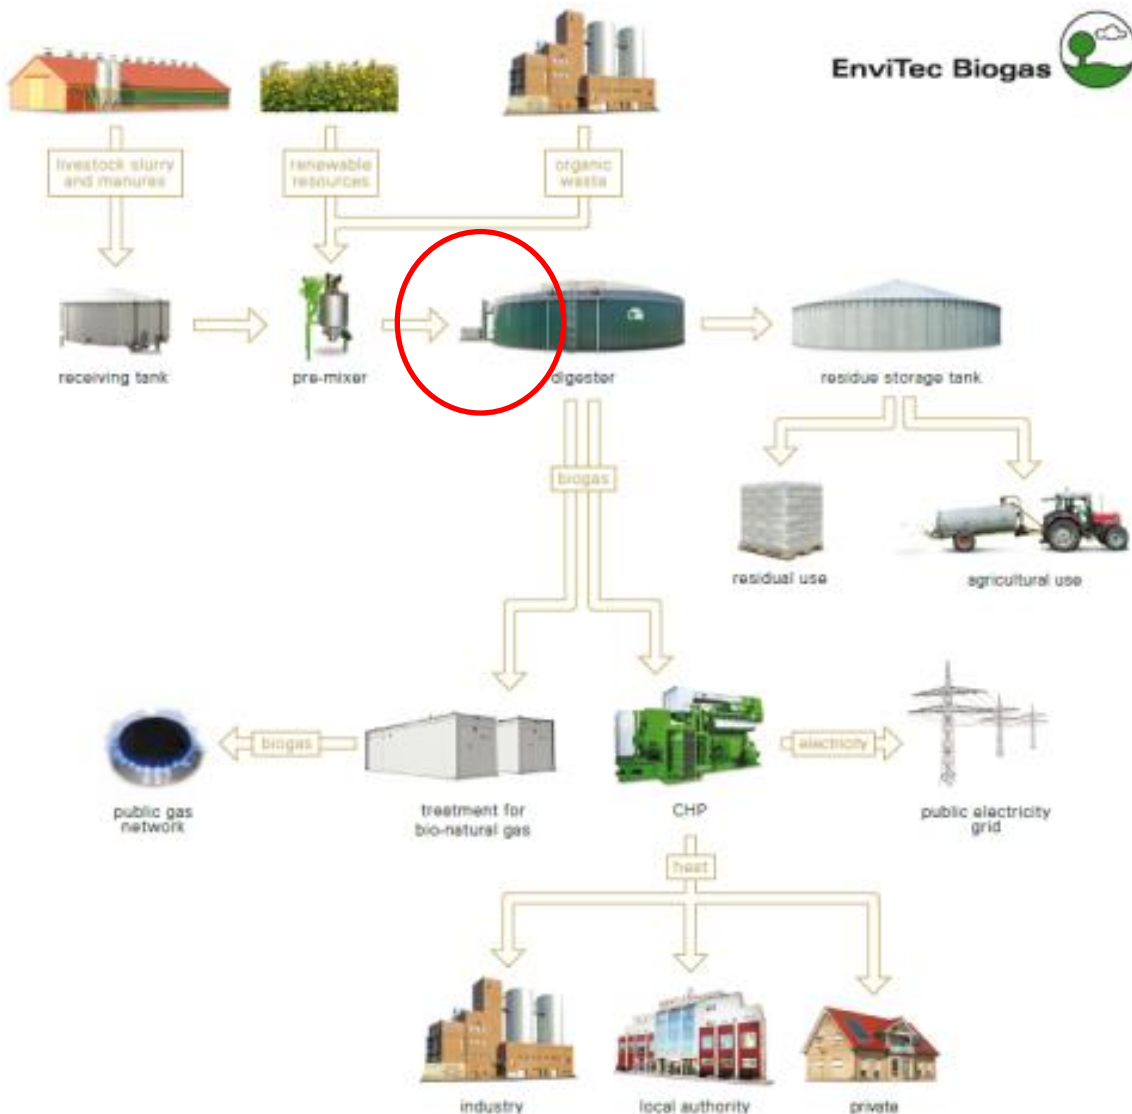 EnviTec Biogas
livestock slurry
and manures
renewable
resources
organic
waste
receiving tank
pre-mixer
digester
residue storage tank
biogas
residual use
agricultural use
biogas
electricity
public gas
network
treatment for
bio-natural gas
CHP
public electricity
grid
heat
industry
local authority
private